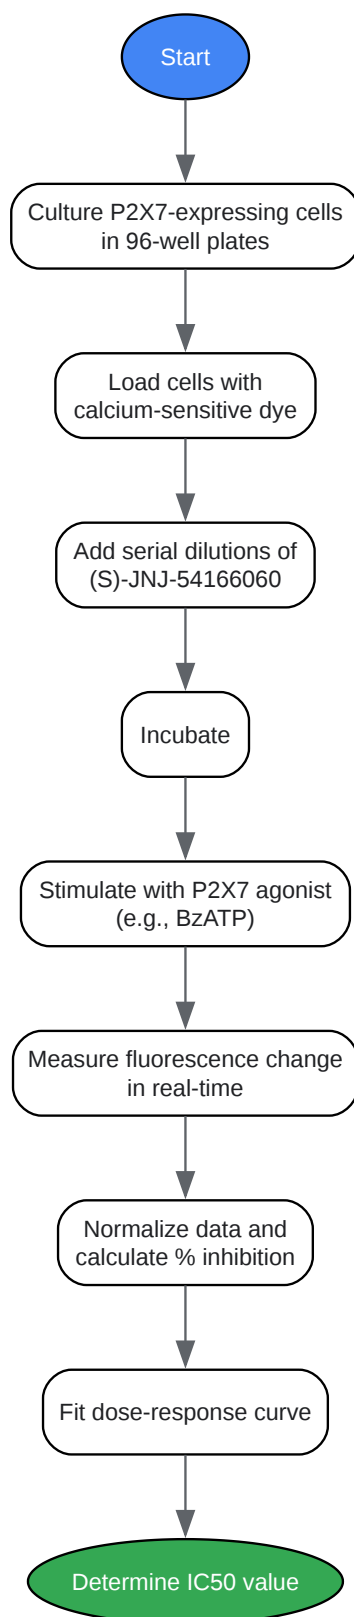 Start
Culture P2X7-expressing cells
in 96-well plates
Load cells with
calcium-sensitive dye
Add serial dilutions of
(S)-JNJ-54166060
Incubate
Stimulate with P2X7 agonist
(e.g., BzATP)
Measure fluorescence change
in real-time
Normalize data and
calculate % inhibition
Fit dose-response curve
Determine IC50 value